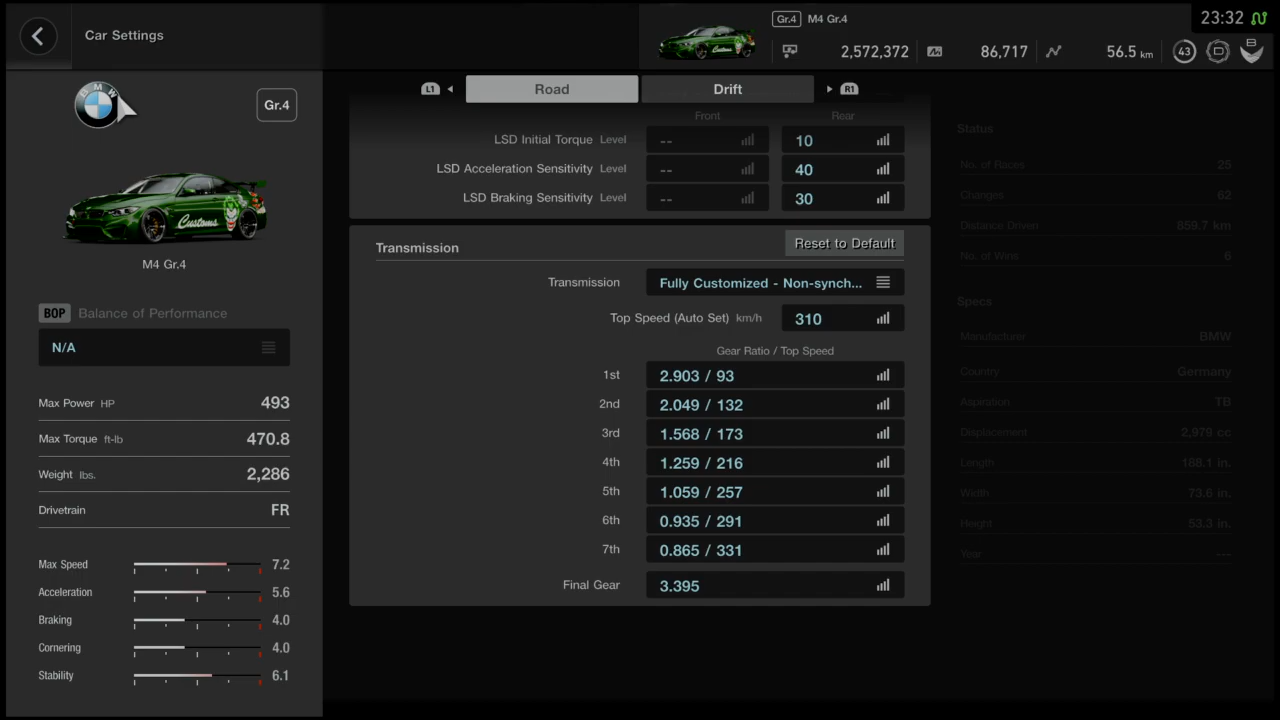 Car Settings
Gr.4 M4 Gr.4
23:32
2,572,372 86,717 56.5 km 43 B
BMW
Gr.4
L1 Road Drift R1
Front Rear
LSD Initial Torque Level -- 10
LSD Acceleration Sensitivity Level -- 40
LSD Braking Sensitivity Level -- 30
Customs
M4 Gr.4
BOP Balance of Performance
N/A
Max Power HP 493
Max Torque ft-lb 470.8
Weight lbs. 2,286
Drivetrain FR
Max Speed 7.2
Acceleration 5.6
Braking 4.0
Cornering 4.0
Stability 6.1
Transmission Reset to Default
Transmission Fully Customized - Non-synch...
Top Speed (Auto Set) km/h 310
Gear Ratio / Top Speed
1st 2.903 / 93
2nd 2.049 / 132
3rd 1.568 / 173
4th 1.259 / 216
5th 1.059 / 257
6th 0.935 / 291
7th 0.865 / 331
Final Gear 3.395
Status
No. of Races 25
Changes 62
Distance Driven 859.7 km
No. of Wins 6
Specs
Manufacturer BMW
Country Germany
Aspiration TB
Displacement 2,979 cc
Length 188.1 in.
Width 73.6 in.
Height 53.3 in.
Year ---